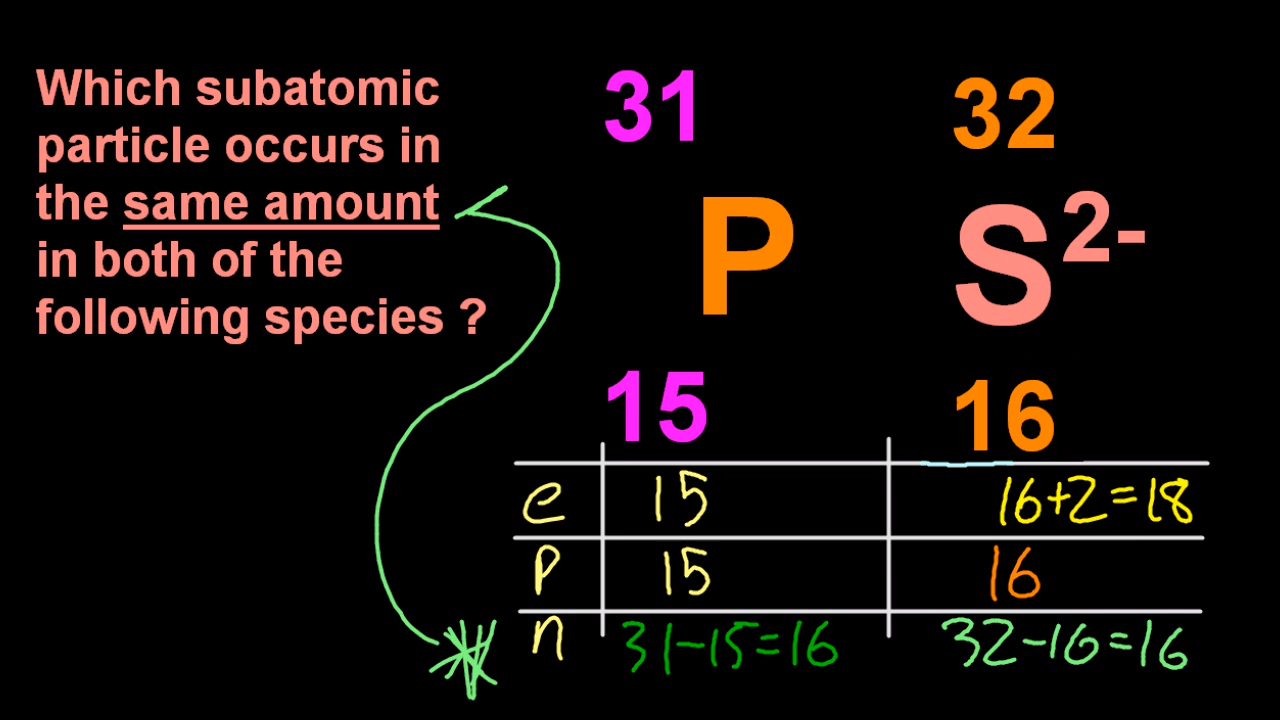 Which subatomic
particle occurs in
the same amount
in both of the
following species ?
31 32
P S2-
15 16
e 15 16+2=18
p 15 16
n 31-15=16 32-16=16